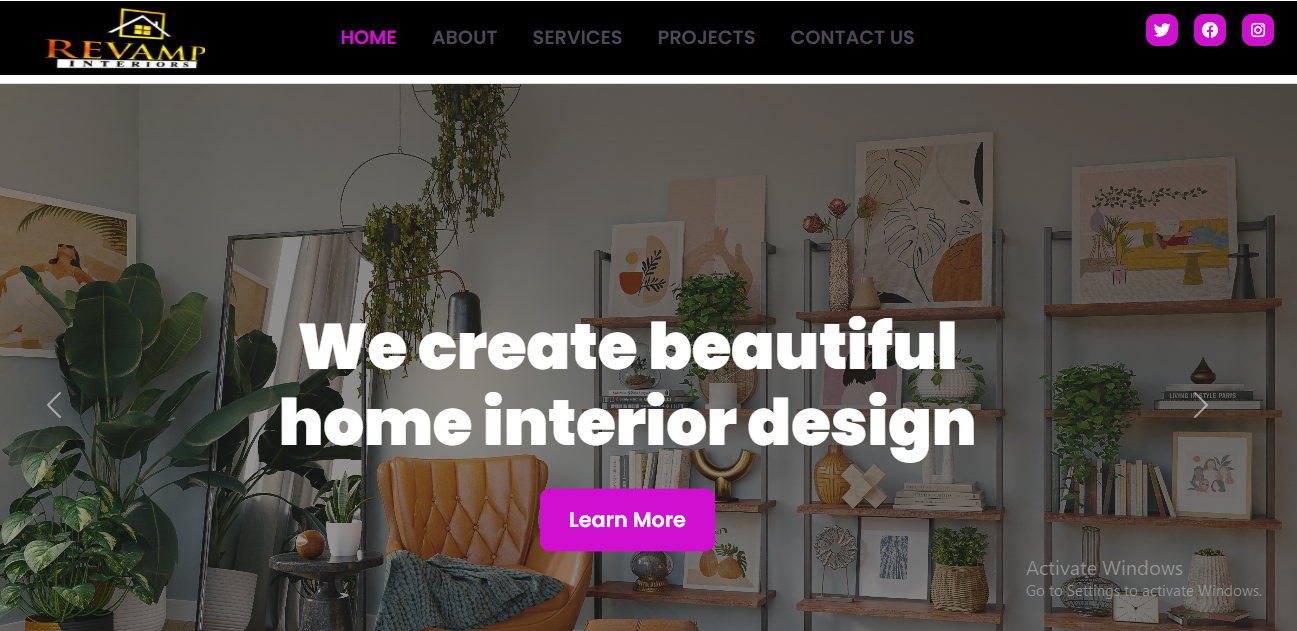 REVAMP
INTERIORS
HOME ABOUT SERVICES PROJECTS CONTACT US
We create beautiful
home interior design
LIVING IN STYLE PARIS
Learn More
Activate Windows
Go to Settings to activate Windows.